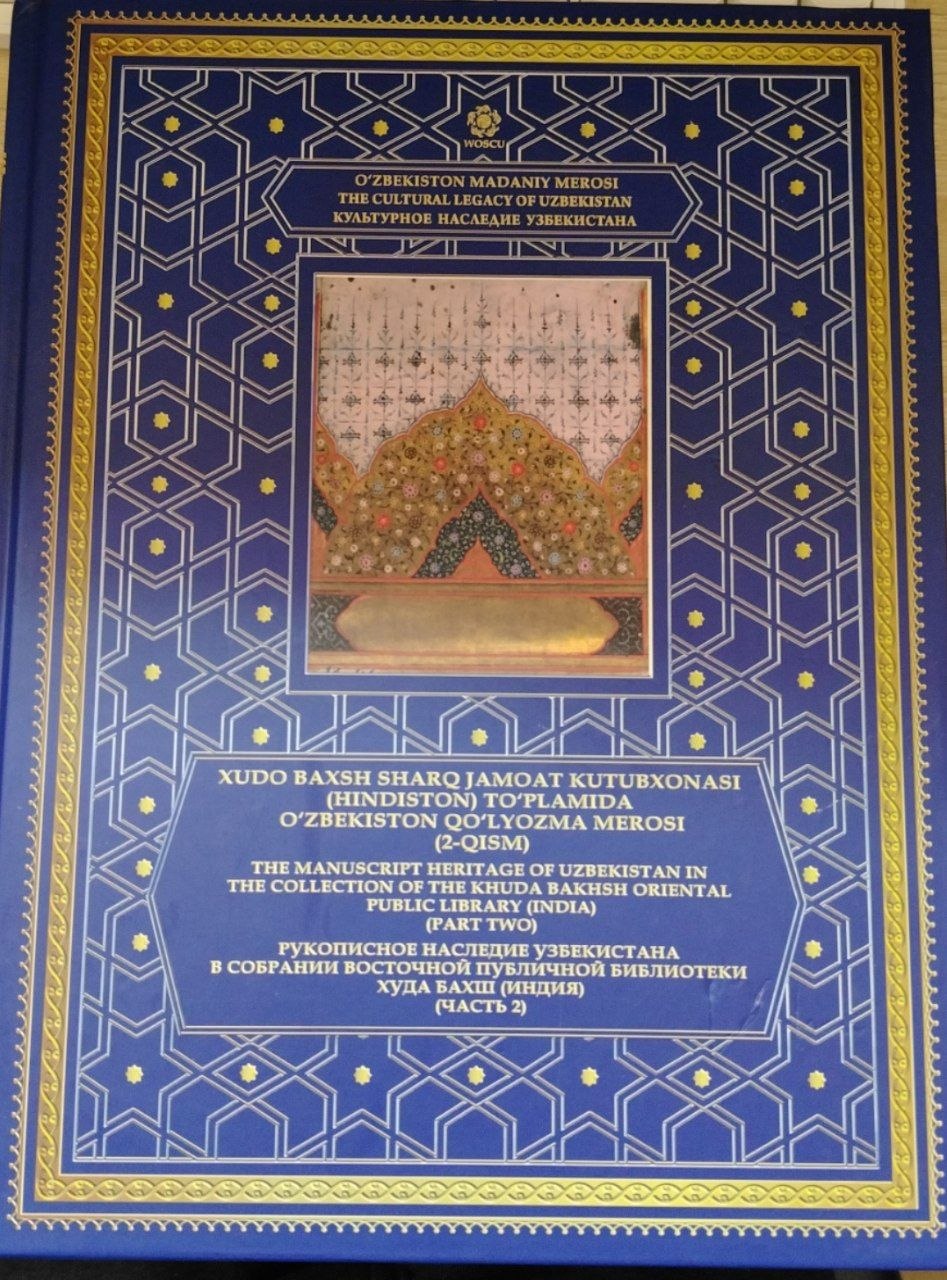 WOSCU
O‘ZBEKISTON MADANIY MEROSI
THE CULTURAL LEGACY OF UZBEKISTAN
КУЛЬТУРНОЕ НАСЛЕДИЕ УЗБЕКИСТАНА
XUDO BAXSH SHARQ JAMOAT KUTUBXONASI
(HINDISTON) TO‘PLAMIDA
O‘ZBEKISTON QO‘LYOZMA MEROSI
(2-QISM)
THE MANUSCRIPT HERITAGE OF UZBEKISTAN IN
THE COLLECTION OF THE KHUDA BAKHSH ORIENTAL
PUBLIC LIBRARY (INDIA)
(PART TWO)
РУКОПИСНОЕ НАСЛЕДИЕ УЗБЕКИСТАНА
В СОБРАНИИ ВОСТОЧНОЙ ПУБЛИЧНОЙ БИБЛИОТЕКИ
ХУДА БАХШ (ИНДИЯ)
(ЧАСТЬ 2)